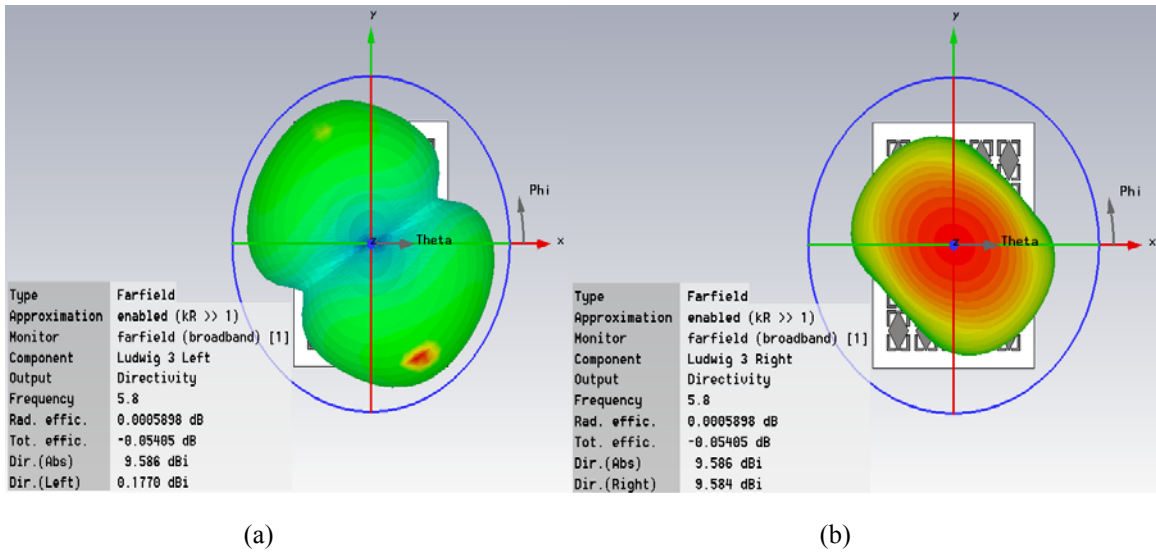 y
Phi
z
Theta
x
Type Farfield
Approximation enabled (kR >> 1)
Monitor farfield (broadband) [1]
Component Ludwig 3 Left
Output Directivity
Frequency 5.8
Rad. effic. 0.0005898 dB
Tot. effic. -0.05405 dB
Dir.(Abs) 9.586 dBi
Dir.(Left) 0.1770 dBi
(a)
y
Phi
z
Theta
x
Type Farfield
Approximation enabled (kR >> 1)
Monitor farfield (broadband) [1]
Component Ludwig 3 Right
Output Directivity
Frequency 5.8
Rad. effic. 0.0005898 dB
Tot. effic. -0.05405 dB
Dir.(Abs) 9.586 dBi
Dir.(Right) 9.584 dBi
(b)